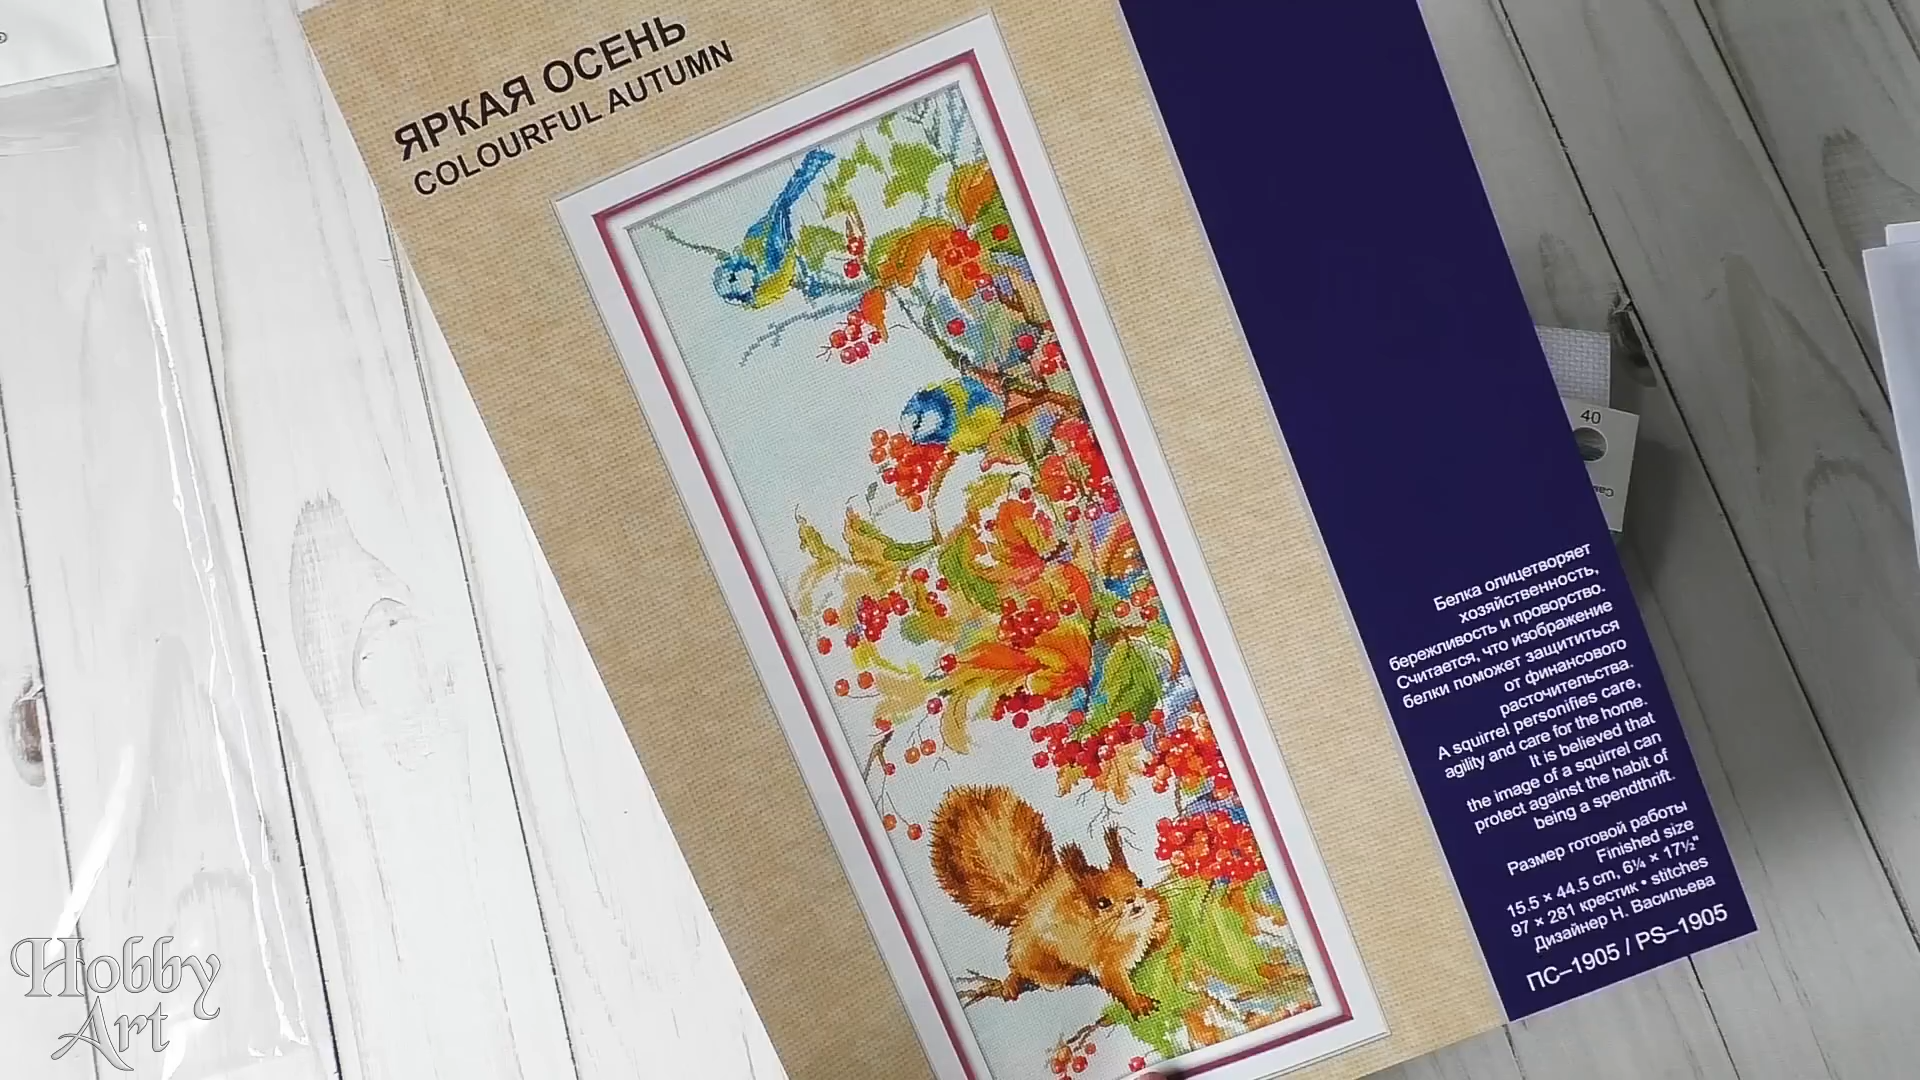 ЯРКАЯ ОСЕНЬ
COLOURFUL AUTUMN
40
Белка олицетворяет
хозяйственность,
бережливость и проворство.
Считается, что изображение
белки поможет защититься
от финансового
расточительства.
A squirrel personifies care,
agility and care for the home.
It is believed that
the image of a squirrel can
protect against the habit of
being a spendthrift.
Размер готовой работы
Finished size
15.5 × 44.5 cm, 6¼ × 17½"
97 × 281 крестик • stitches
Дизайнер Н. Васильева
ПС–1905 / PS–1905
Hobby
Art